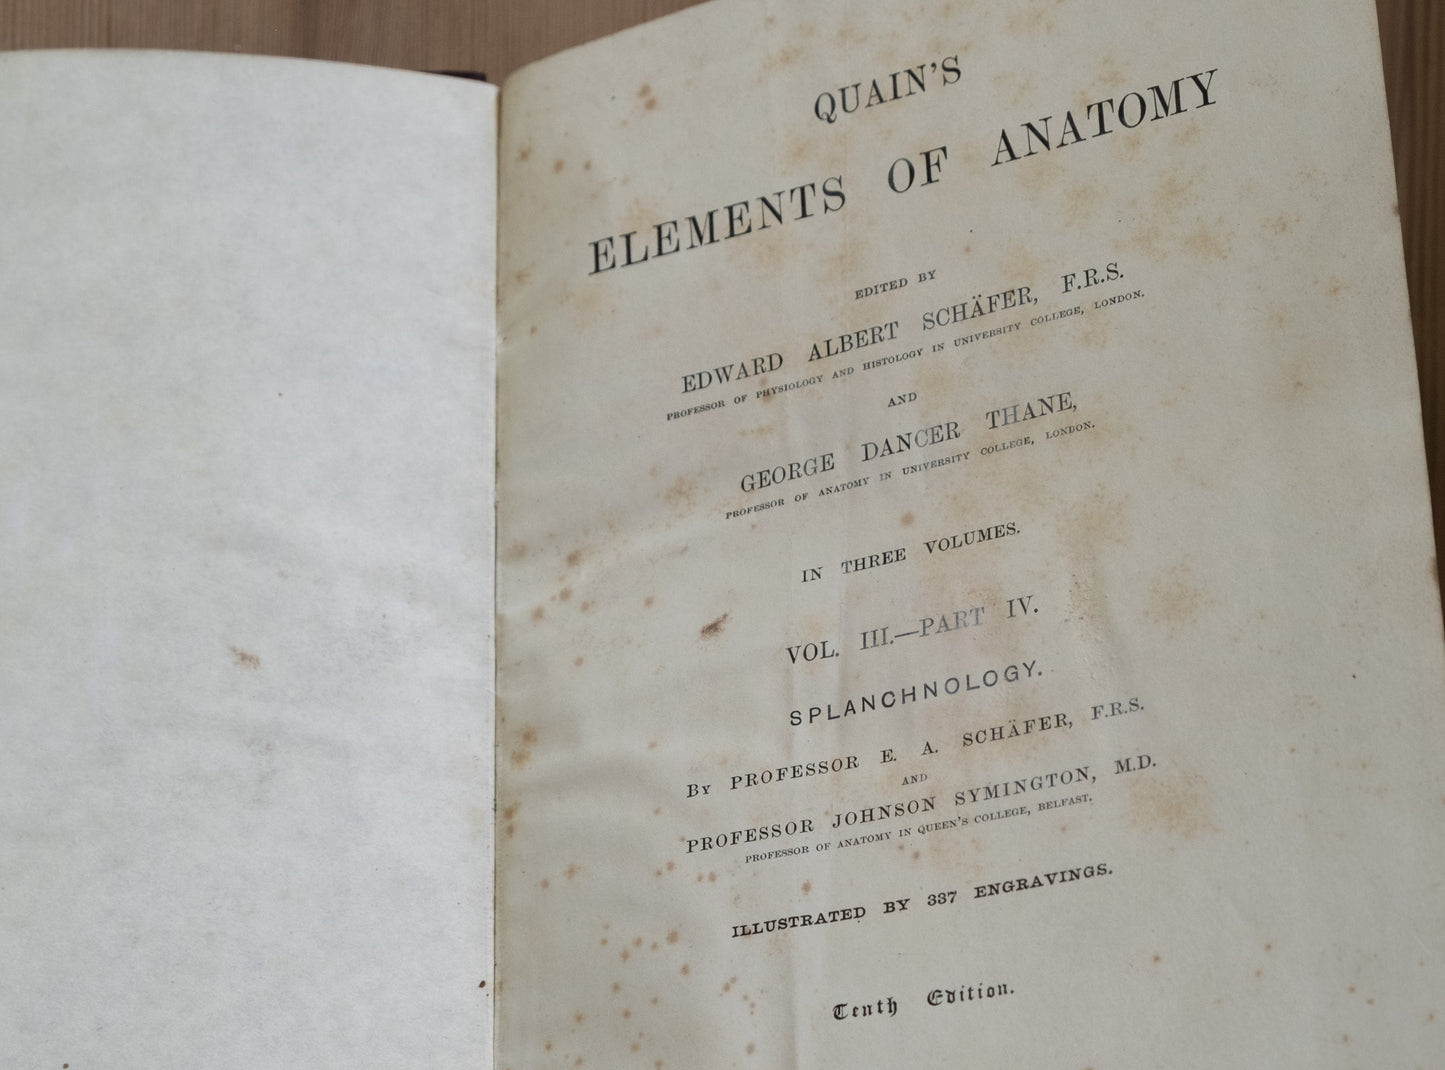 QUAIN'S
ELEMENTS OF ANATOMY
EDITED BY
EDWARD ALBERT SCHÄFER, F.R.S.
PROFESSOR OF PHYSIOLOGY AND HISTOLOGY IN UNIVERSITY COLLEGE, LONDON.
AND
GEORGE DANCER THANE,
PROFESSOR OF ANATOMY IN UNIVERSITY COLLEGE, LONDON.
IN THREE VOLUMES.
VOL. III.—PART IV.
SPLANCHNOLOGY.
BY PROFESSOR E. A. SCHÄFER, F.R.S.
AND
PROFESSOR JOHNSON SYMINGTON, M.D.
PROFESSOR OF ANATOMY IN QUEEN'S COLLEGE, BELFAST.
ILLUSTRATED BY 337 ENGRAVINGS.
Tenth Edition.